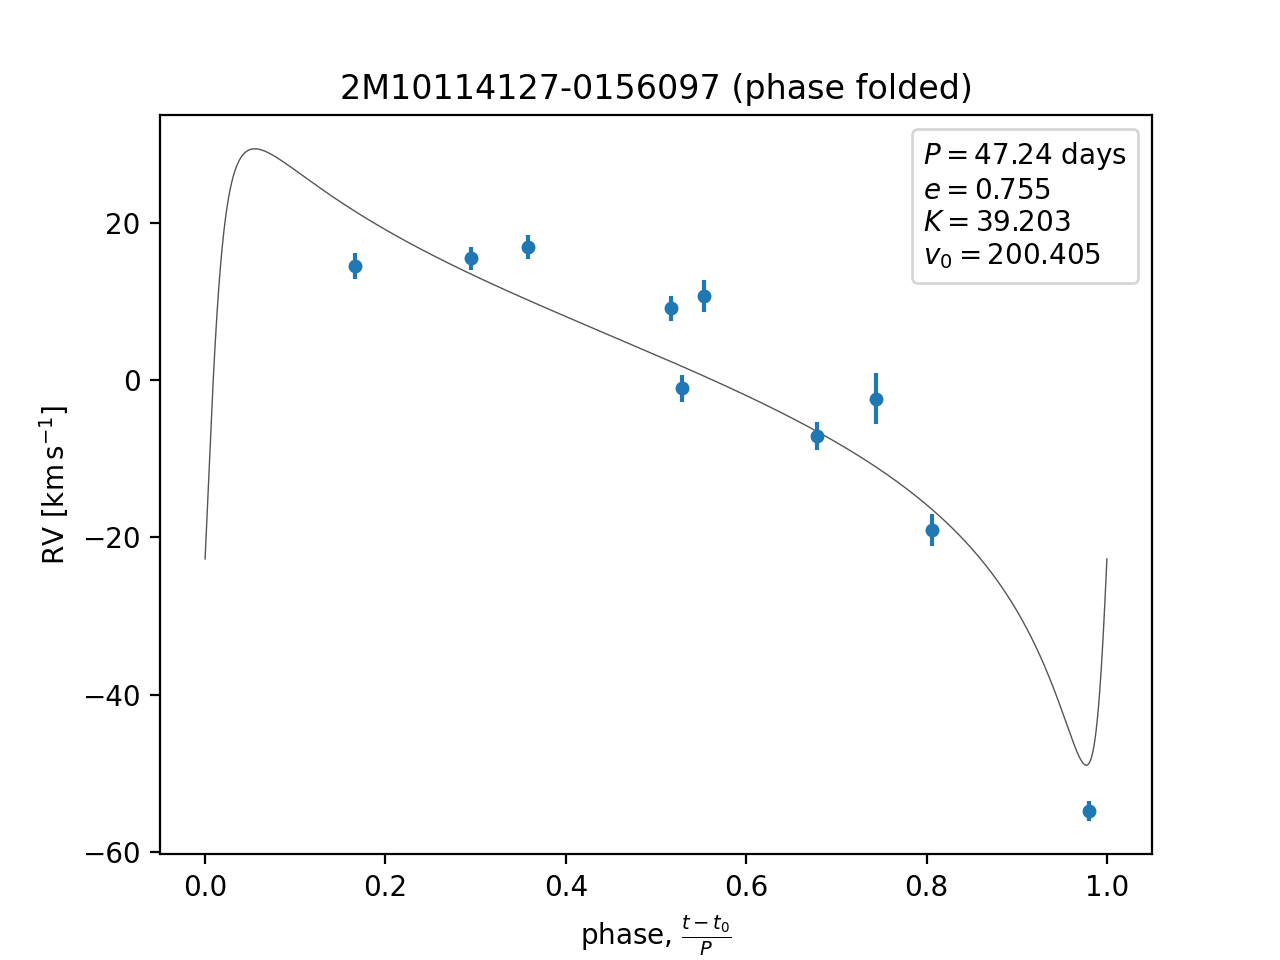 2M10114127-0156097 (phase folded)
P = 47.24 days
e = 0.755
K = 39.203
v₀ = 200.405
20
0
−20
−40
−60
RV [km s⁻¹]
0.0 0.2 0.4 0.6 0.8 1.0
phase, (t − t₀)/P